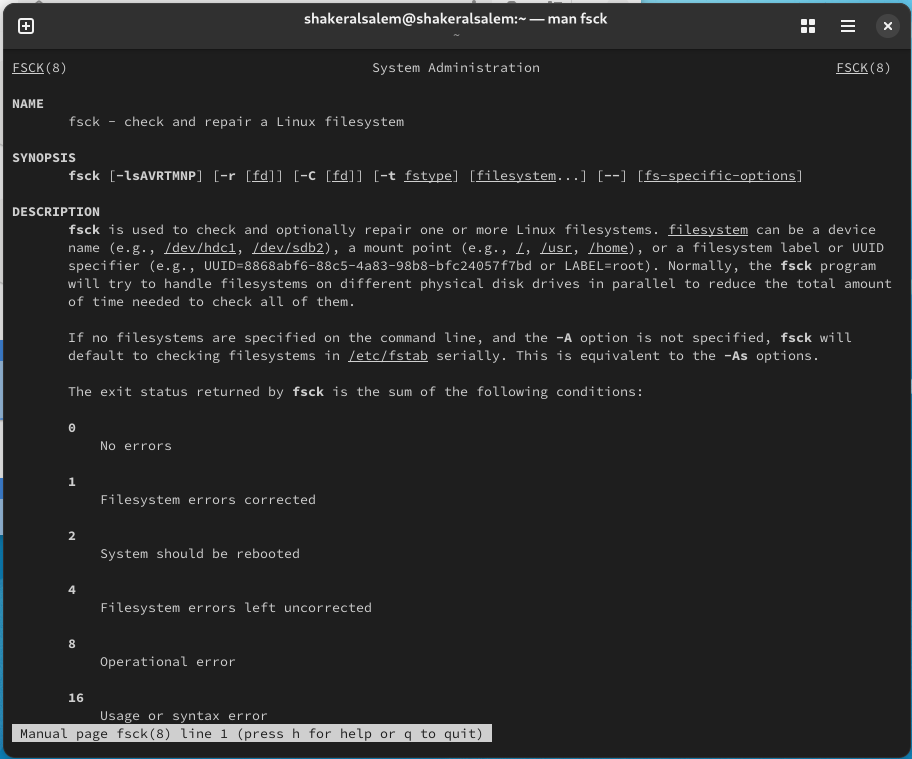 shakeralsalem@shakeralsalem:~ — man fsck
~
FSCK(8) System Administration FSCK(8)
NAME
fsck - check and repair a Linux filesystem
SYNOPSIS
fsck [-lsAVRTMNP] [-r [fd]] [-C [fd]] [-t fstype] [filesystem...] [--] [fs-specific-options]
DESCRIPTION
fsck is used to check and optionally repair one or more Linux filesystems. filesystem can be a device
name (e.g., /dev/hdc1, /dev/sdb2), a mount point (e.g., /, /usr, /home), or a filesystem label or UUID
specifier (e.g., UUID=8868abf6-88c5-4a83-98b8-bfc24057f7bd or LABEL=root). Normally, the fsck program
will try to handle filesystems on different physical disk drives in parallel to reduce the total amount
of time needed to check all of them.
If no filesystems are specified on the command line, and the -A option is not specified, fsck will
default to checking filesystems in /etc/fstab serially. This is equivalent to the -As options.
The exit status returned by fsck is the sum of the following conditions:
0
No errors
1
Filesystem errors corrected
2
System should be rebooted
4
Filesystem errors left uncorrected
8
Operational error
16
Usage or syntax error
Manual page fsck(8) line 1 (press h for help or q to quit)